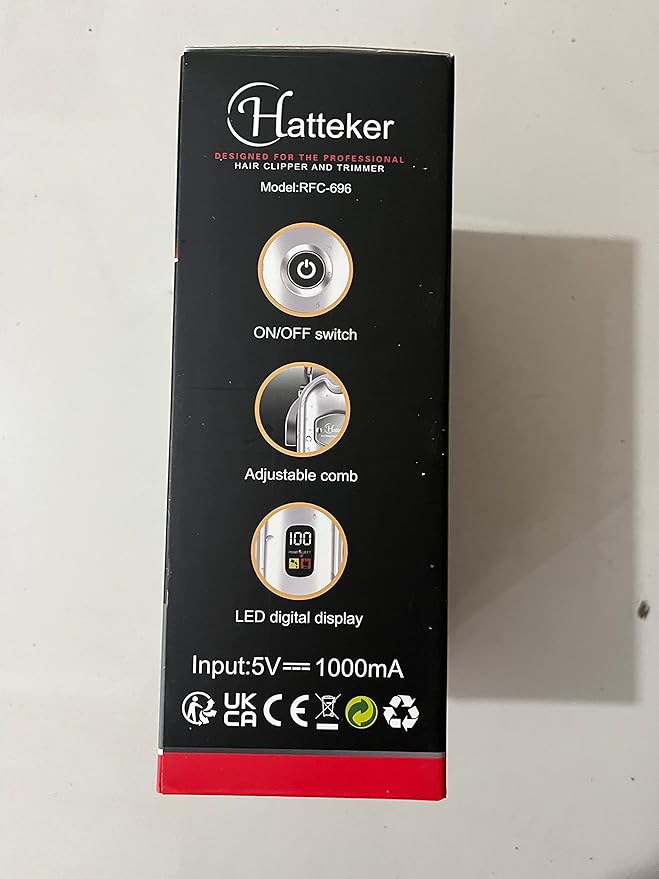 Hatteker
DESIGNED FOR THE PROFESSIONAL
HAIR CLIPPER AND TRIMMER
Model:RFC-696
ON/OFF switch
Hatte
Adjustable comb
100
LED digital display
Input:5V⎓1000mA
UK
CA CE